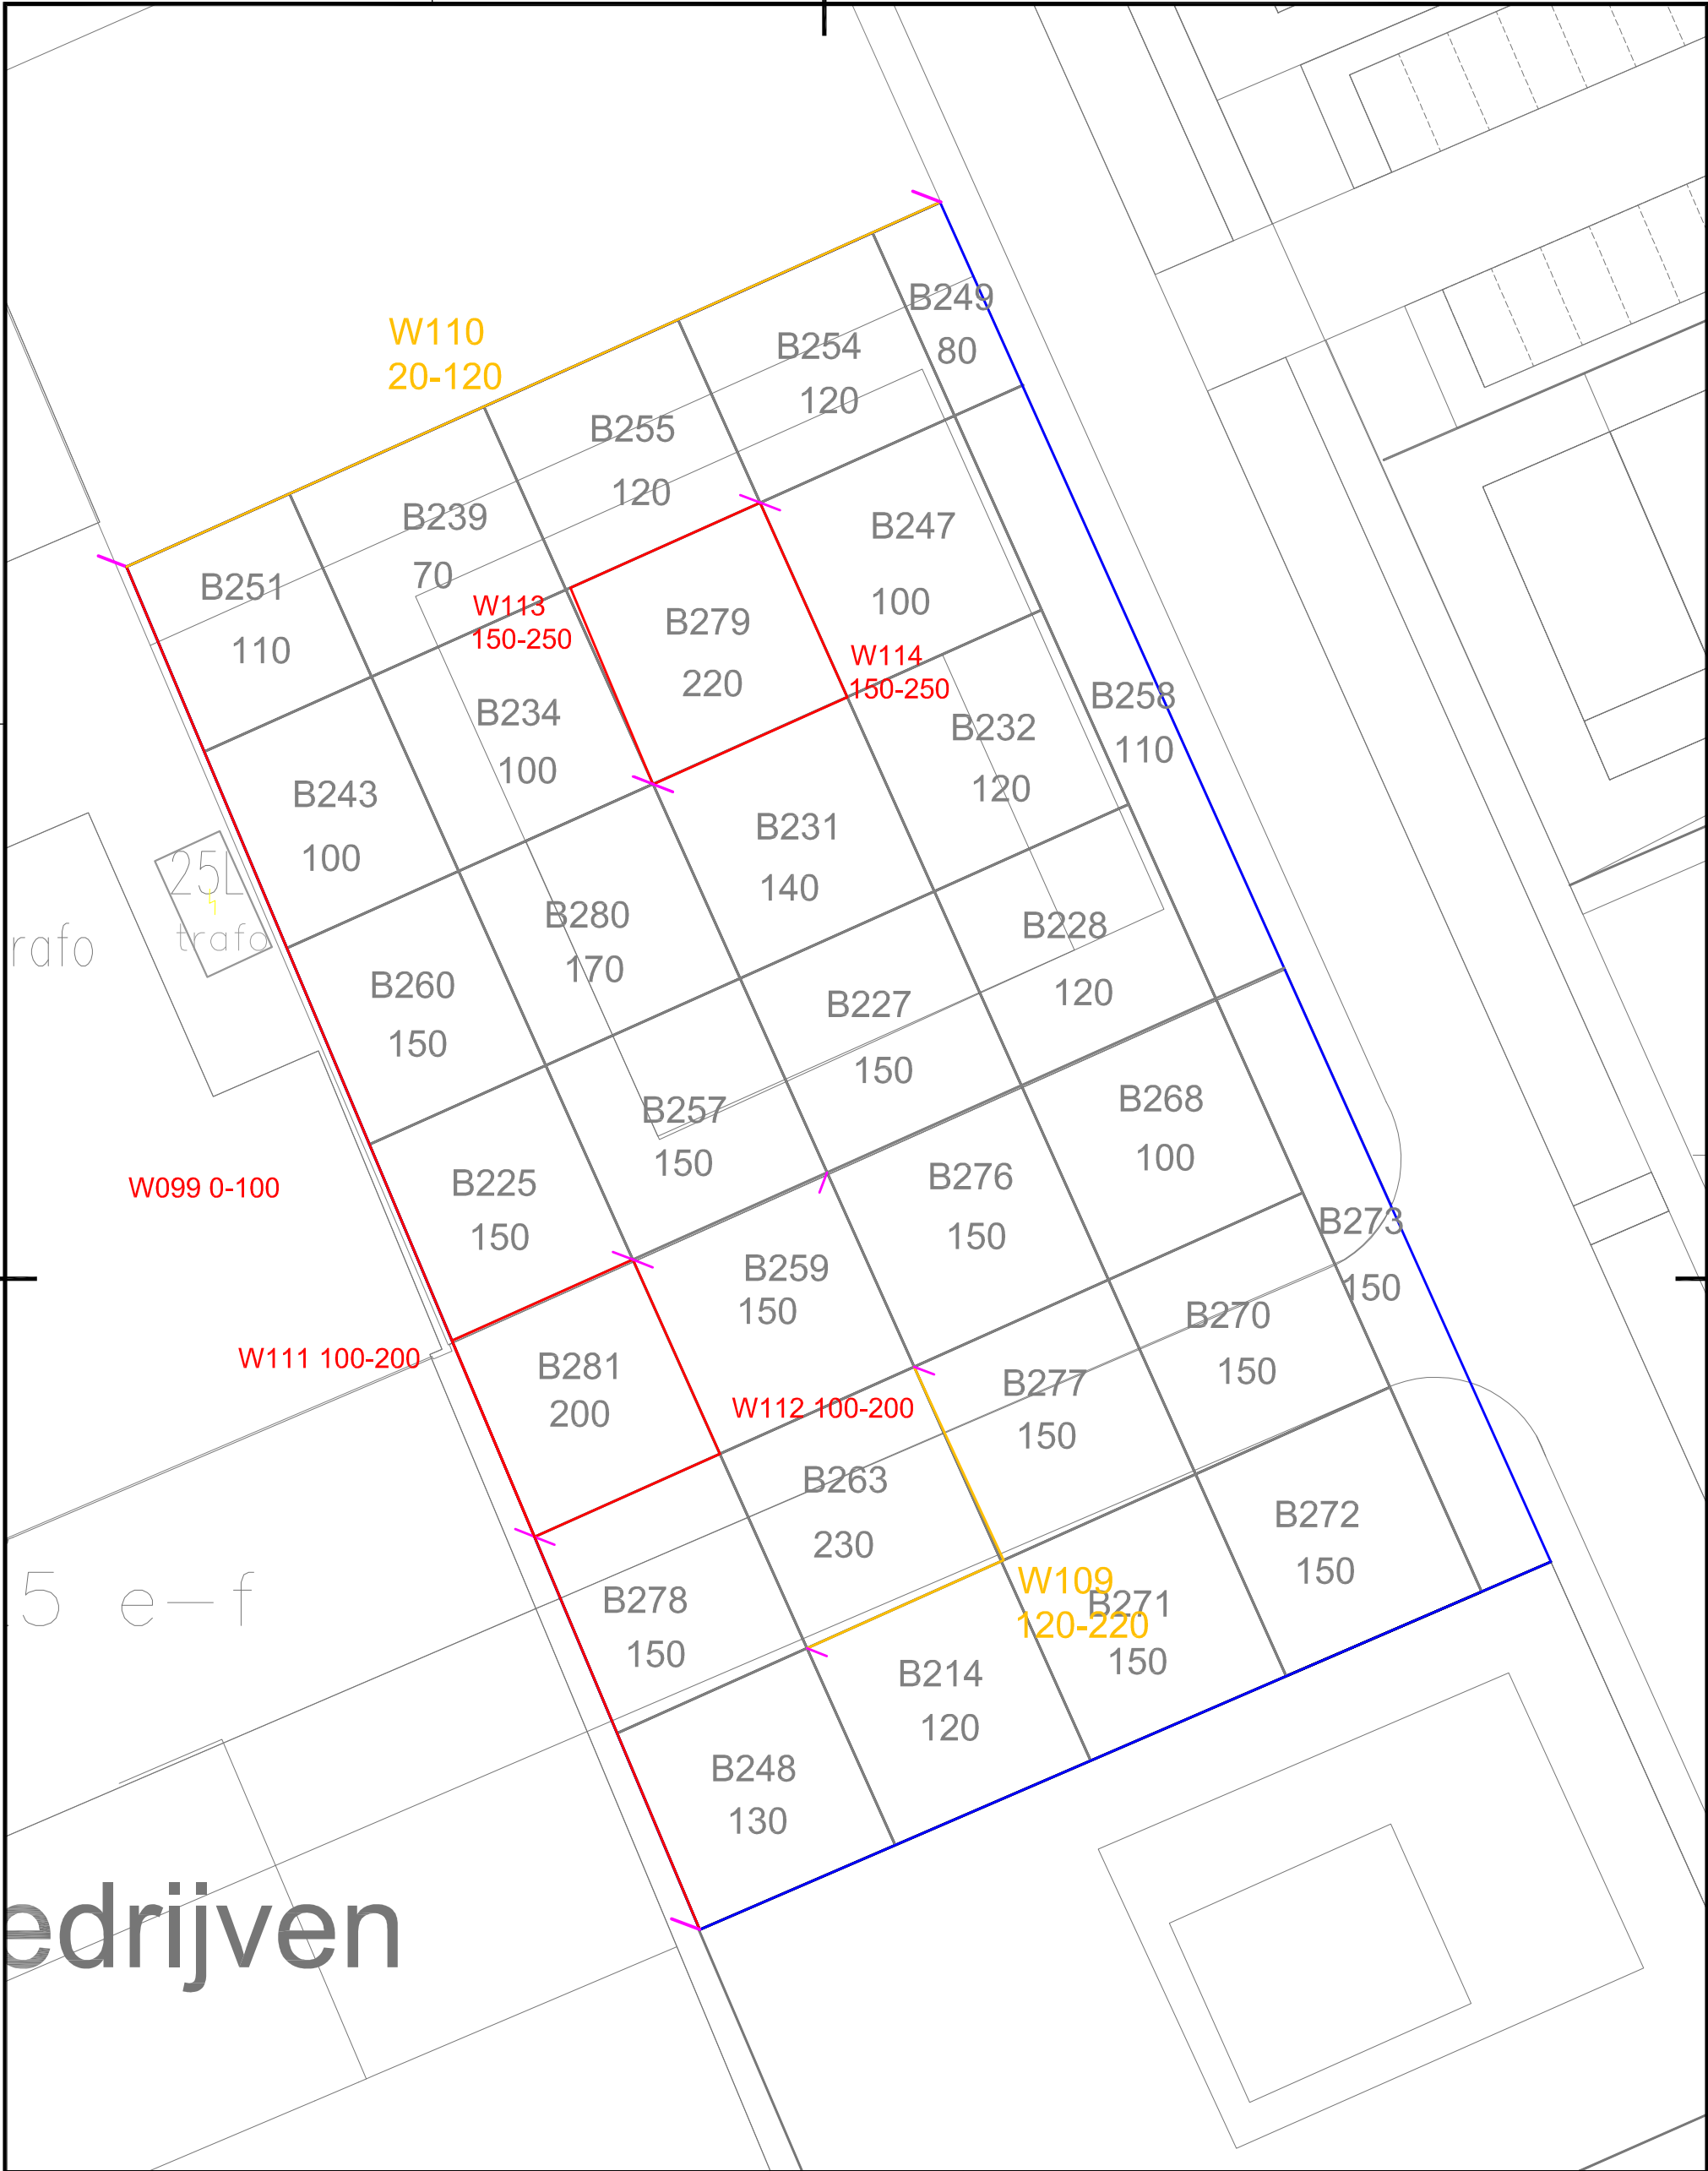 W110
20-120
B249
80
B254
120
B255
120
B239
70
B251
110
W113
150-250
B279
220
B247
100
W114
150-250
B234
100
B243
100
B258
110
B232
120
B231
140
25L
trafo
rafo
B280
170
B260
150
B228
120
B227
150
B257
150
B268
100
B225
150
W099 0-100
B276
150
B273
150
B259
150
B270
150
W111 100-200
B281
200
B277
150
W112 100-200
B263
230
B272
150
5 e-f
B278
150
W109
120-220
B271
150
B214
120
B248
130
edrijven